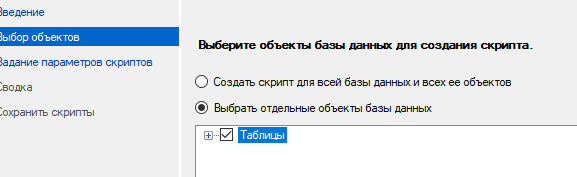 Введение
Выбор объектов
Задание параметров скриптов
Сводка
Сохранить скрипты
Выберите объекты базы данных для создания скрипта.
Создать скрипт для всей базы данных и всех ее объектов
Выбрать отдельные объекты базы данных
Таблицы